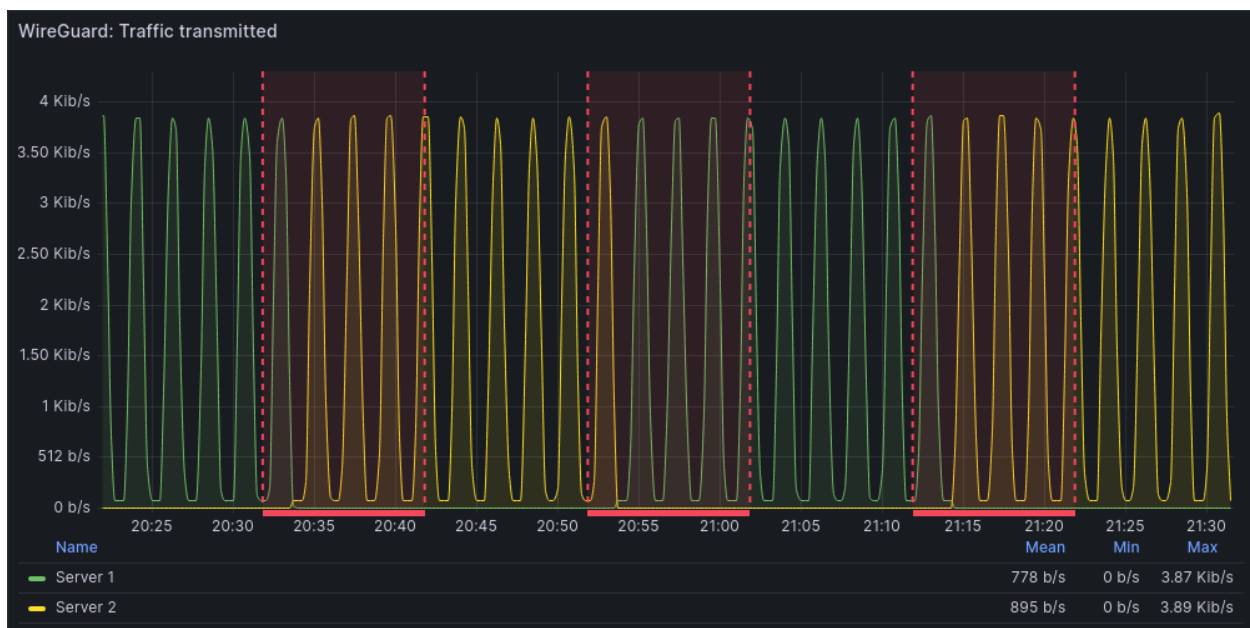 WireGuard: Traffic transmitted
4 Kib/s
3.50 Kib/s
3 Kib/s
2.50 Kib/s
2 Kib/s
1.50 Kib/s
1 Kib/s
512 b/s
0 b/s
20:25 20:30 20:35 20:40 20:45 20:50 20:55 21:00 21:05 21:10 21:15 21:20 21:25 21:30
Name Mean Min Max
Server 1 778 b/s 0 b/s 3.87 Kib/s
Server 2 895 b/s 0 b/s 3.89 Kib/s